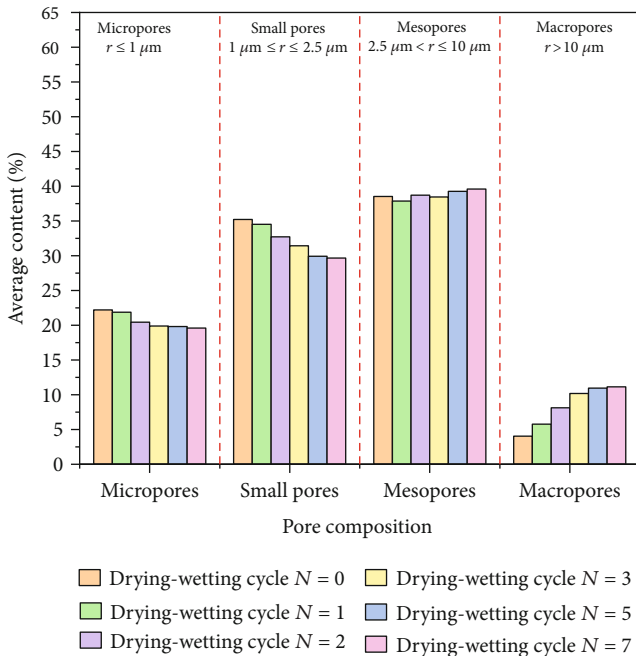 Micropores
r ≤ 1 μm
Small pores
1 μm ≤ r ≤ 2.5 μm
Mesopores
2.5 μm < r ≤ 10 μm
Macropores
r >10 μm
65
60
55
50
45
40
35
30
25
20
15
10
5
0
Average content (%)
Micropores
Small pores
Mesopores
Macropores
Pore composition
Drying-wetting cycle N = 0
Drying-wetting cycle N = 1
Drying-wetting cycle N = 2
Drying-wetting cycle N = 3
Drying-wetting cycle N = 5
Drying-wetting cycle N = 7